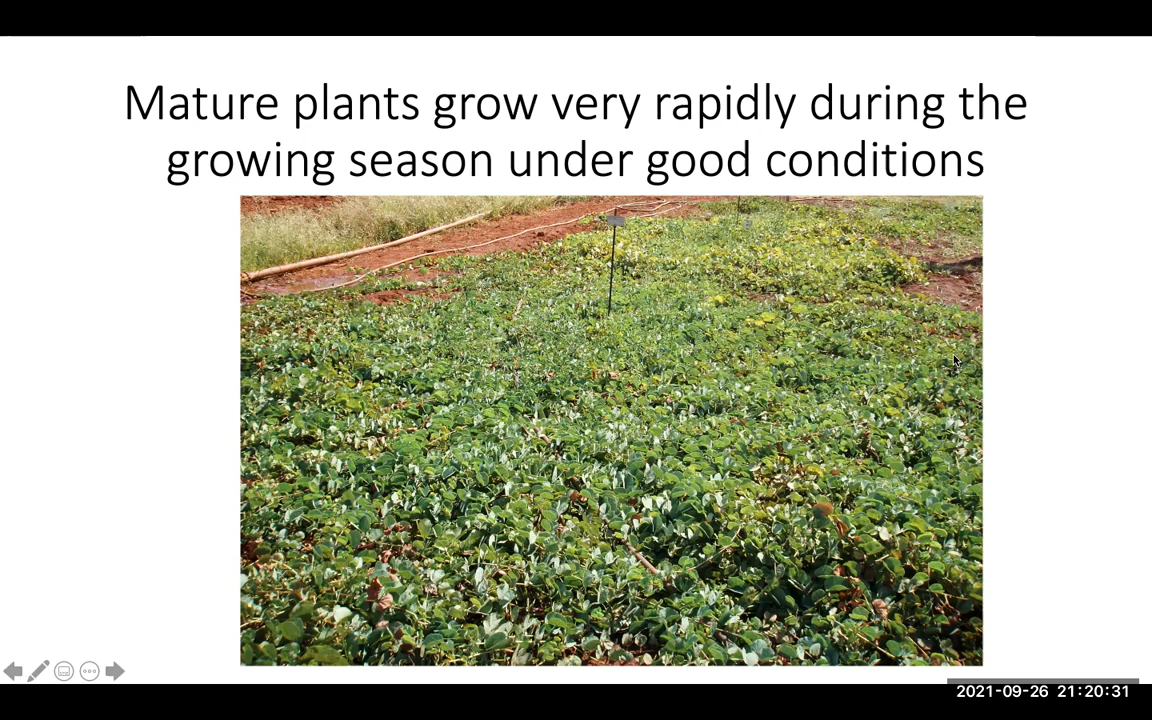 Mature plants grow very rapidly during the
growing season under good conditions
2021-09-26 21:20:31